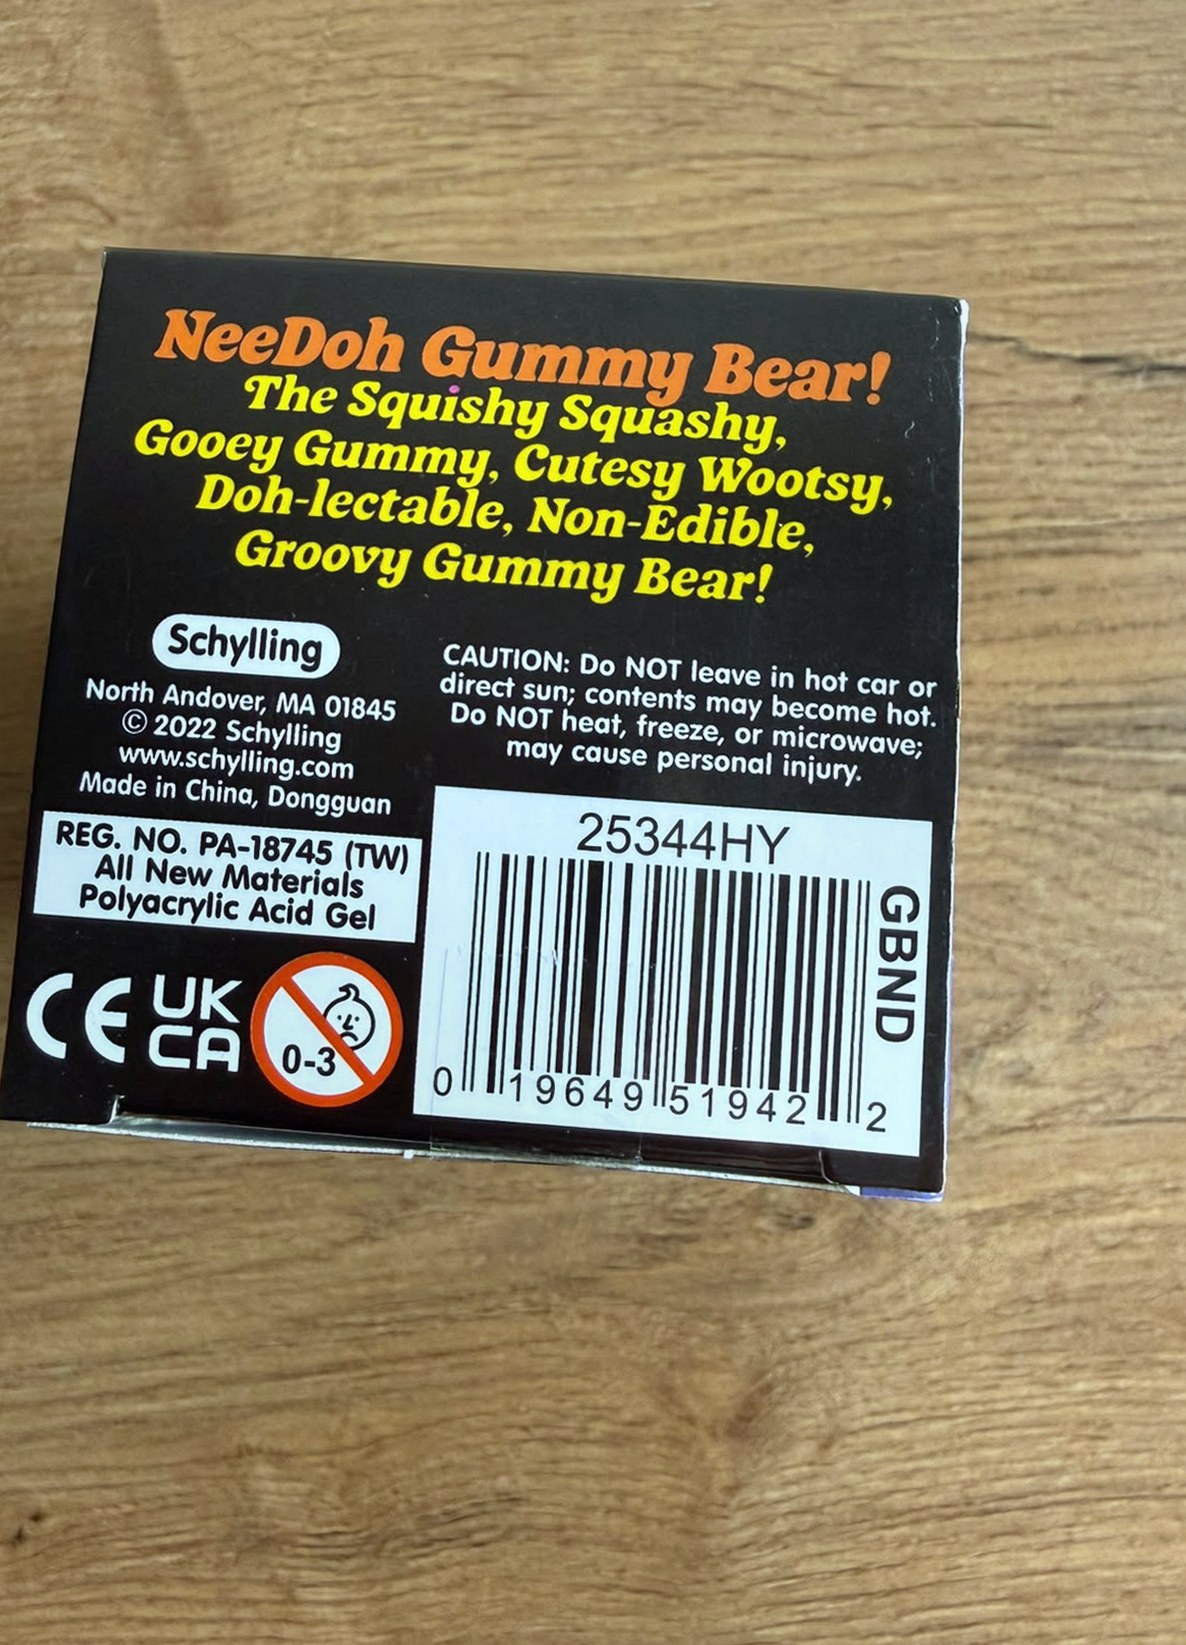 NeeDoh Gummy Bear!
The Squishy Squashy,
Gooey Gummy, Cutesy Wootsy,
Doh-lectable, Non-Edible,
Groovy Gummy Bear!
Schylling
North Andover, MA 01845
© 2022 Schylling
www.schylling.com
Made in China, Dongguan
REG. NO. PA-18745 (TW)
All New Materials
Polyacrylic Acid Gel
CE UK
CA
0-3
CAUTION: Do NOT leave in hot car or
direct sun; contents may become hot.
Do NOT heat, freeze, or microwave;
may cause personal injury.
25344HY
GBND
0 19649 51942 2